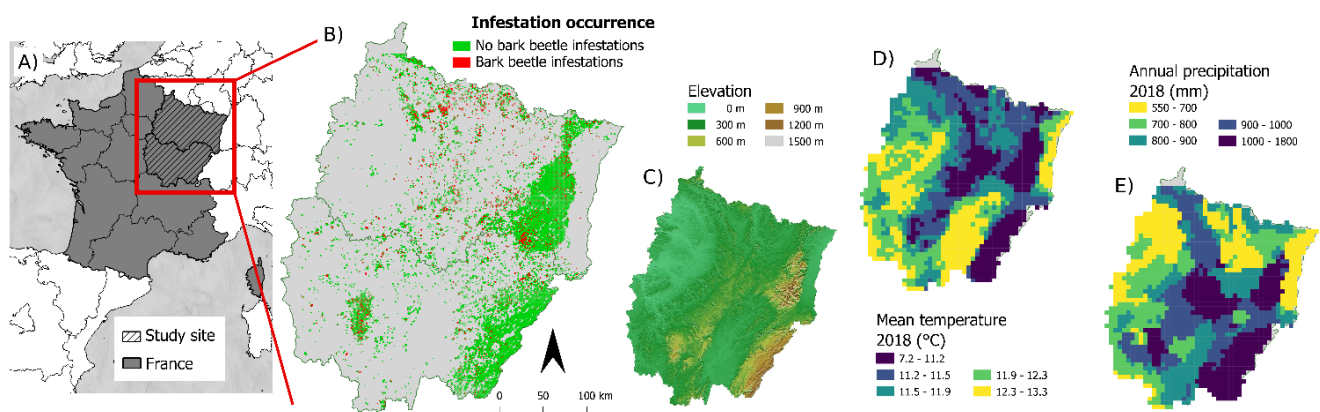 A)
Study site
France
B)
Infestation occurrence
No bark beetle infestations
Bark beetle infestations
0 50 100 km
Elevation
0 m 900 m
300 m 1200 m
600 m 1500 m
C)
D)
Mean temperature
2018 (°C)
7.2 - 11.2
11.2 - 11.5 11.9 - 12.3
11.5 - 11.9 12.3 - 13.3
Annual precipitation
2018 (mm)
550 - 700
700 - 800 900 - 1000
800 - 900 1000 - 1800
E)